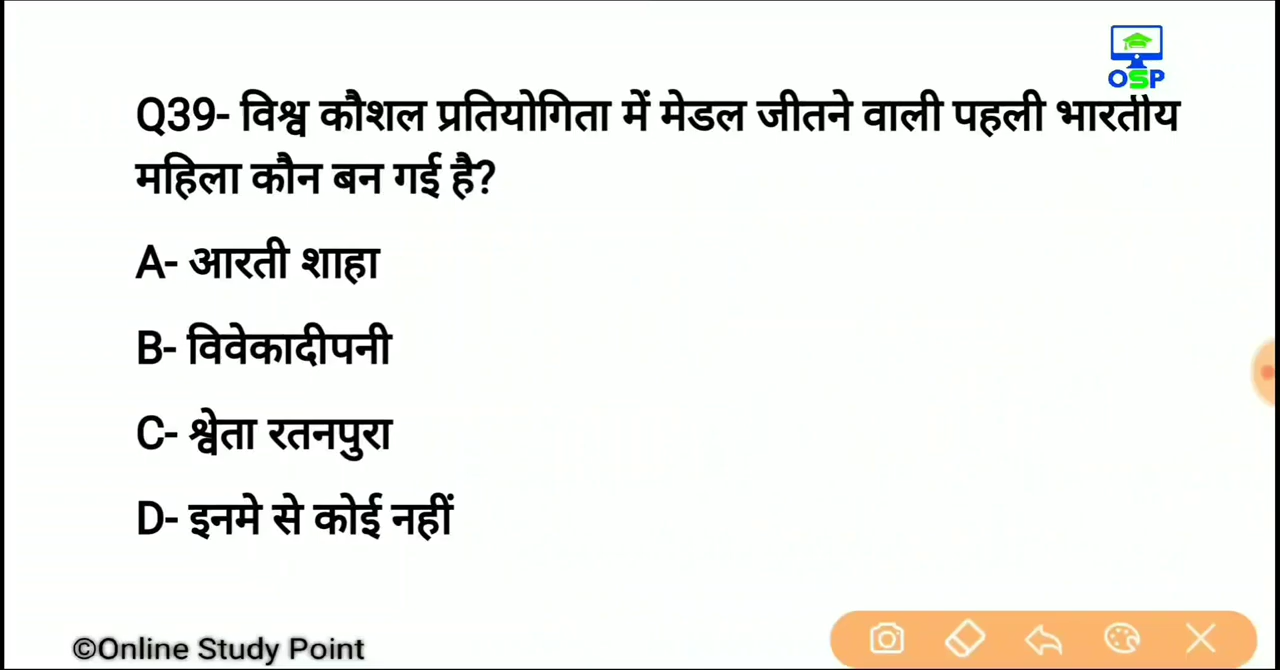 OSP
Q39- विश्व कौशल प्रतियोगिता में मेडल जीतने वाली पहली भारतीय
महिला कौन बन गई है?
A- आरती शाहा
B- विवेकादीपनी
C- श्वेता रतनपुरा
D- इनमे से कोई नहीं
©Online Study Point